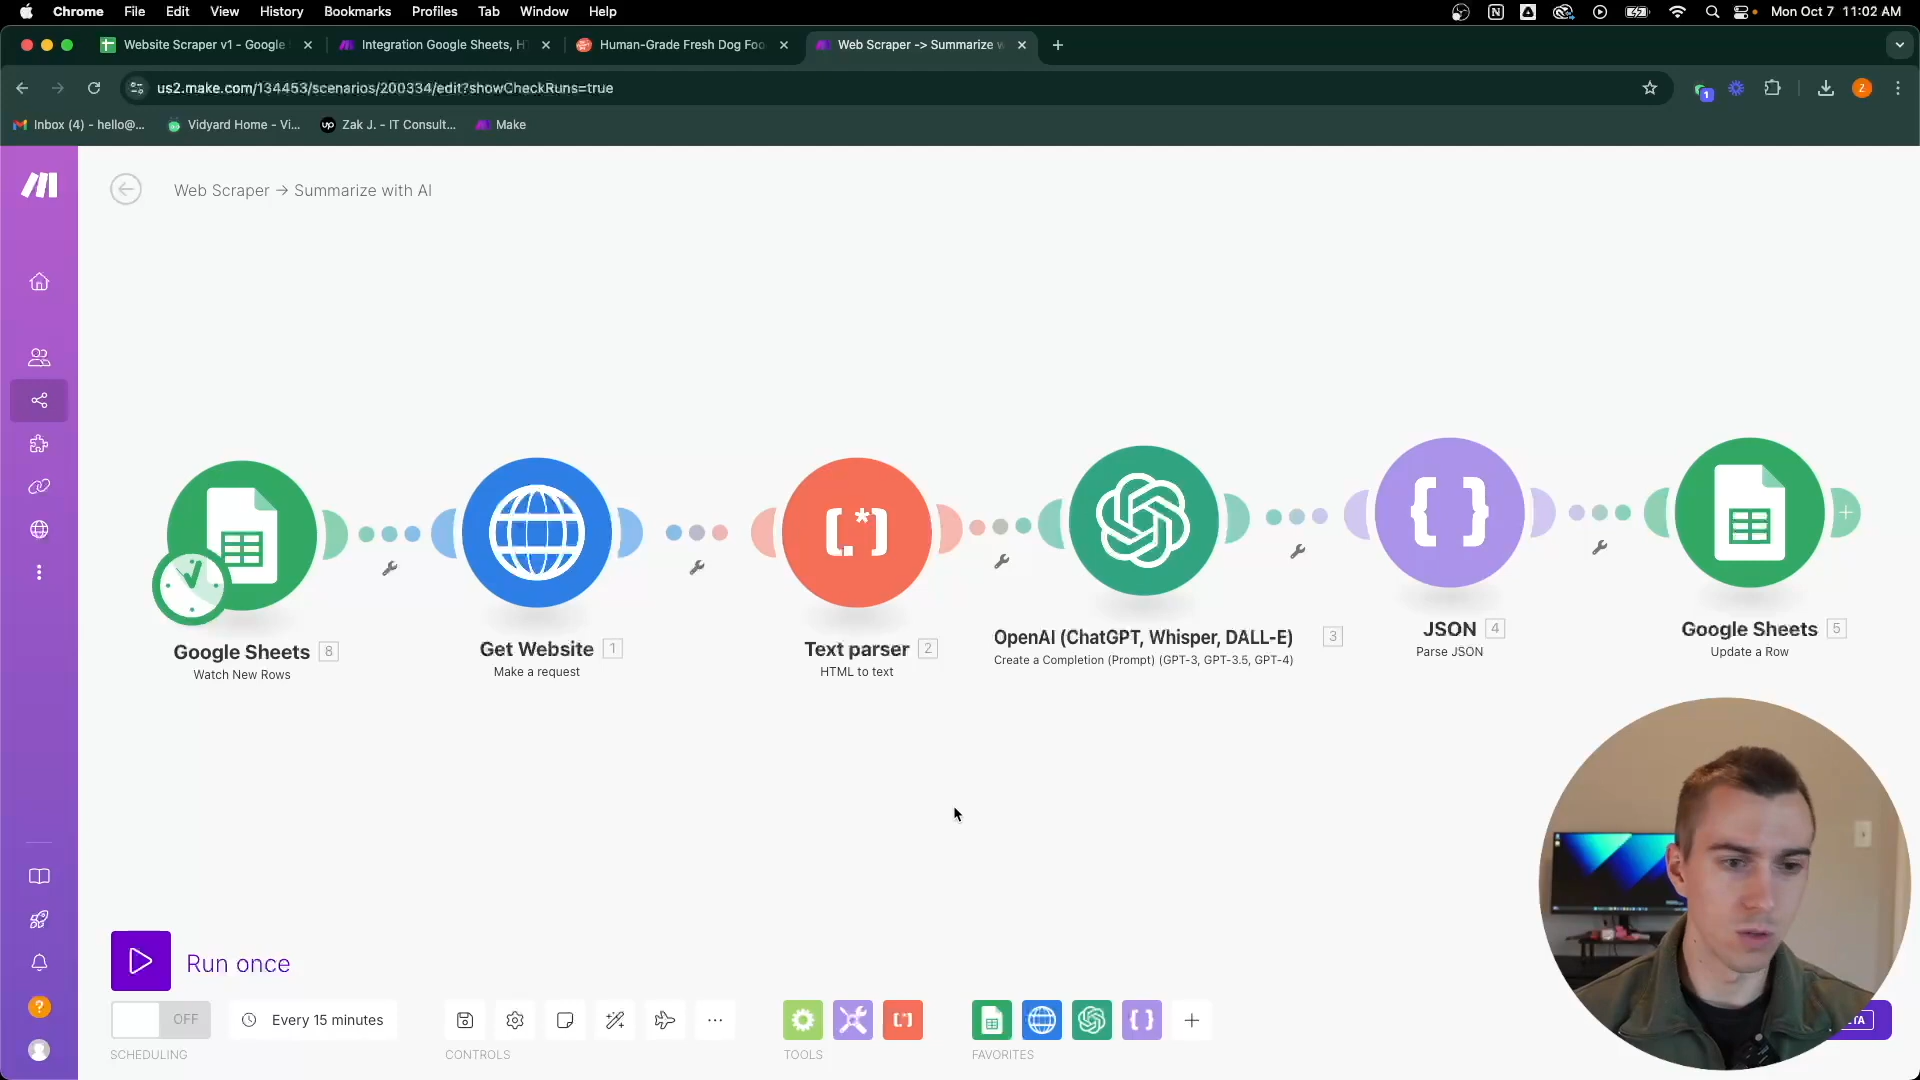 Chrome File Edit View History Bookmarks Profiles Tab Window Help Mon Oct 7 11:02 AM
Website Scraper v1 - Google Integration Google Sheets, H Human-Grade Fresh Dog Foo Web Scraper -> Summarize w
us2.make.com/134453/scenarios/200334/edit?showCheckRuns=true 1 Z
Inbox (4) - hello@... Vidyard Home - Vi... up Zak J. - IT Consult... Make
Web Scraper → Summarize with AI
Google Sheets 8
Watch New Rows
Get Website 1
Make a request
Text parser 2
HTML to text
OpenAI (ChatGPT, Whisper, DALL-E) 3
Create a Completion (Prompt) (GPT-3, GPT-3.5, GPT-4)
JSON 4
Parse JSON
Google Sheets 5
Update a Row
Run once
OFF Every 15 minutes
SCHEDULING CONTROLS TOOLS FAVORITES